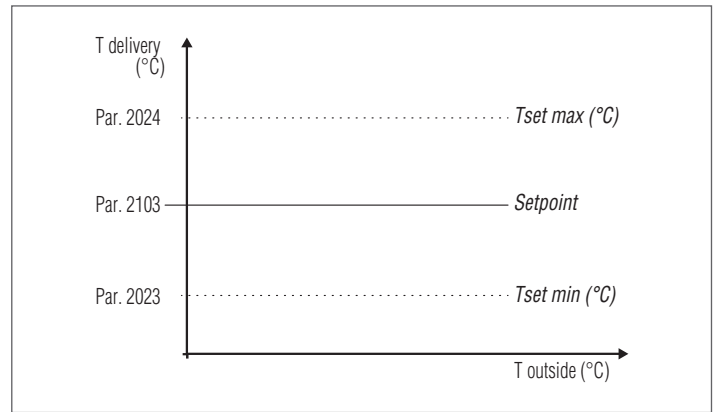 T delivery
(°C)
Par. 2024
Tset max (°C)
Par. 2103
Setpoint
Par. 2023
Tset min (°C)
T outside (°C)